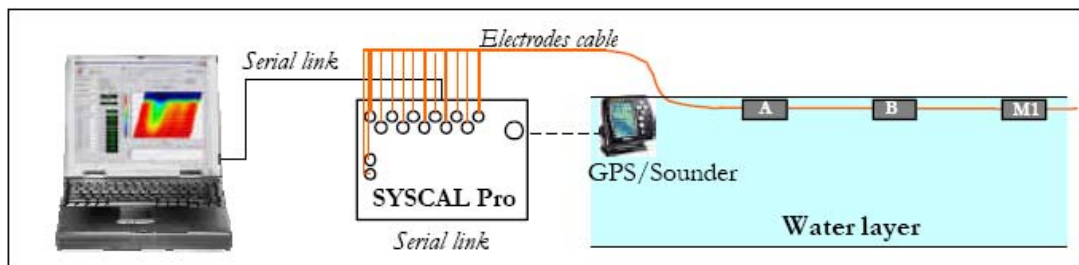 Electrodes cable
Serial link
A
B
M1
GPS/Sounder
SYSCAL Pro
Water layer
Serial link